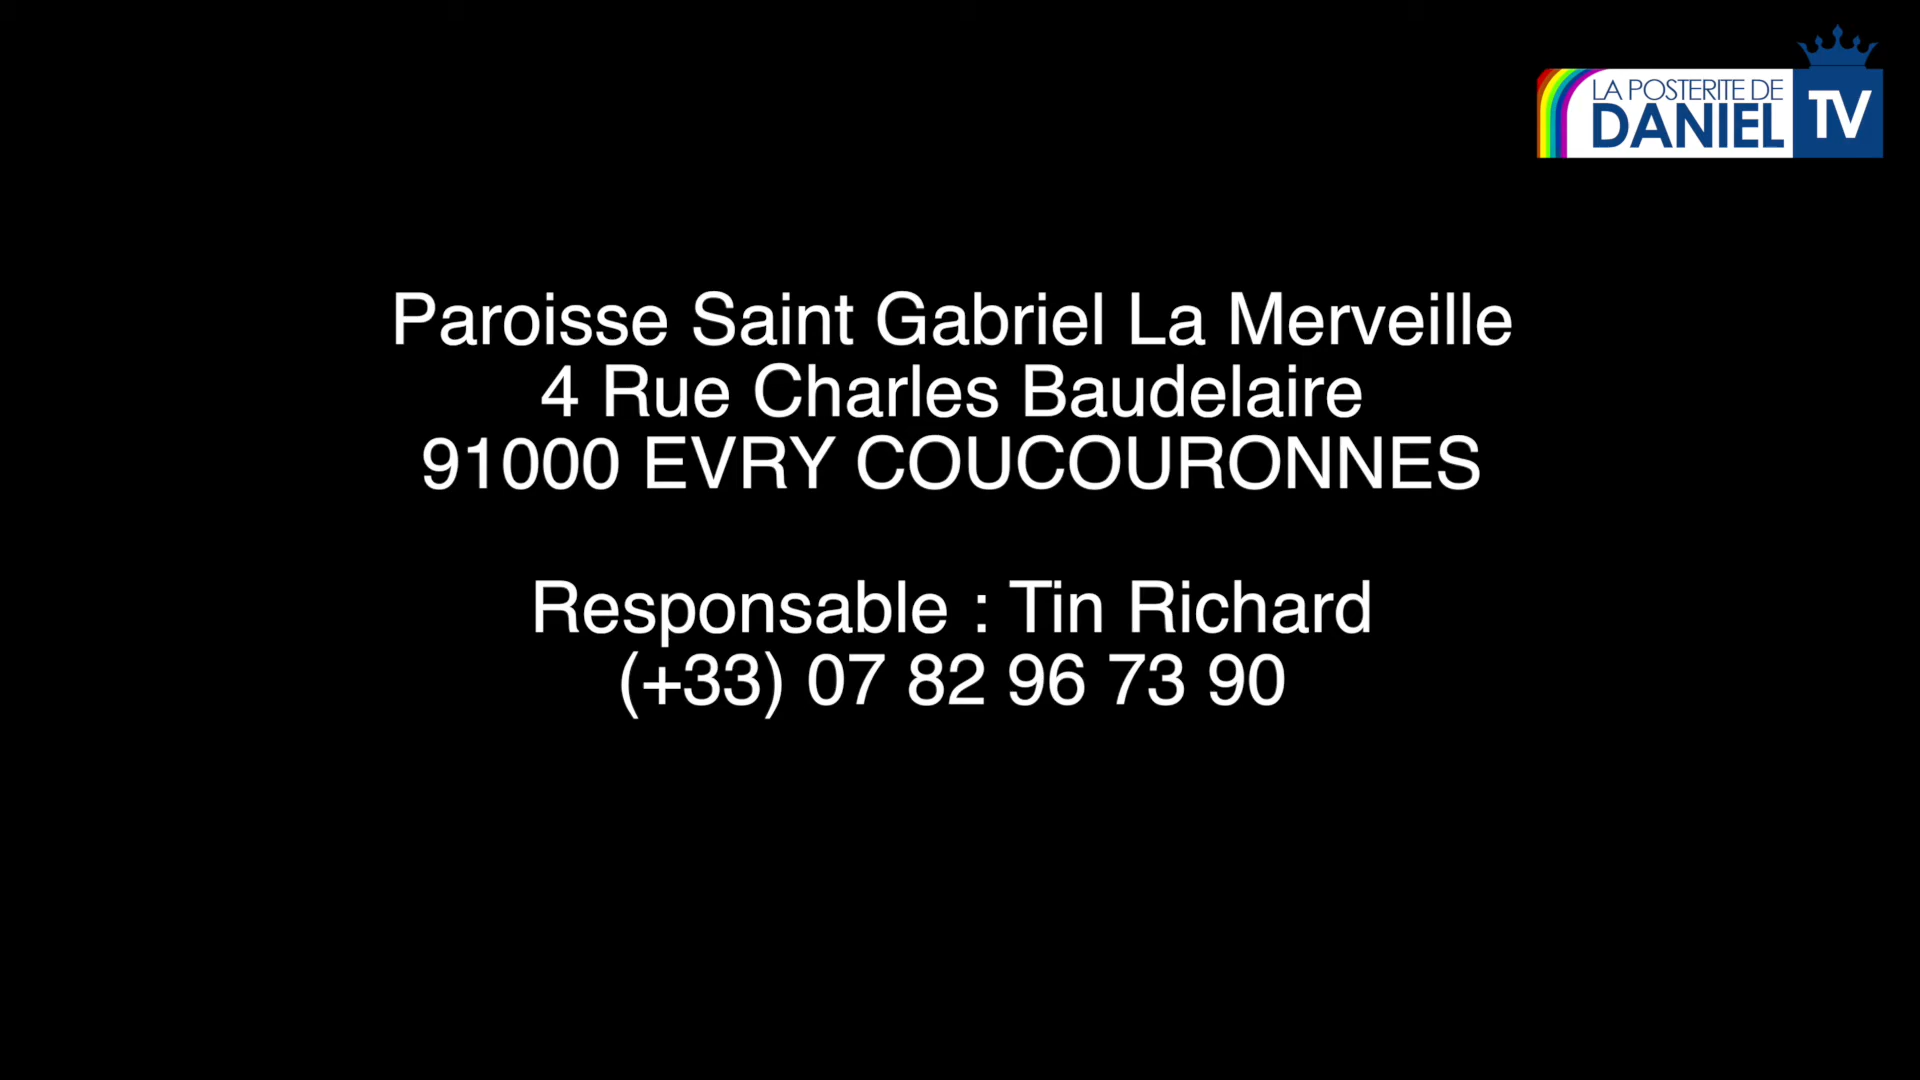 LA POSTERITE DE
DANIEL TV
Paroisse Saint Gabriel La Merveille
4 Rue Charles Baudelaire
91000 EVRY COUCOURONNES
Responsable : Tin Richard
(+33) 07 82 96 73 90